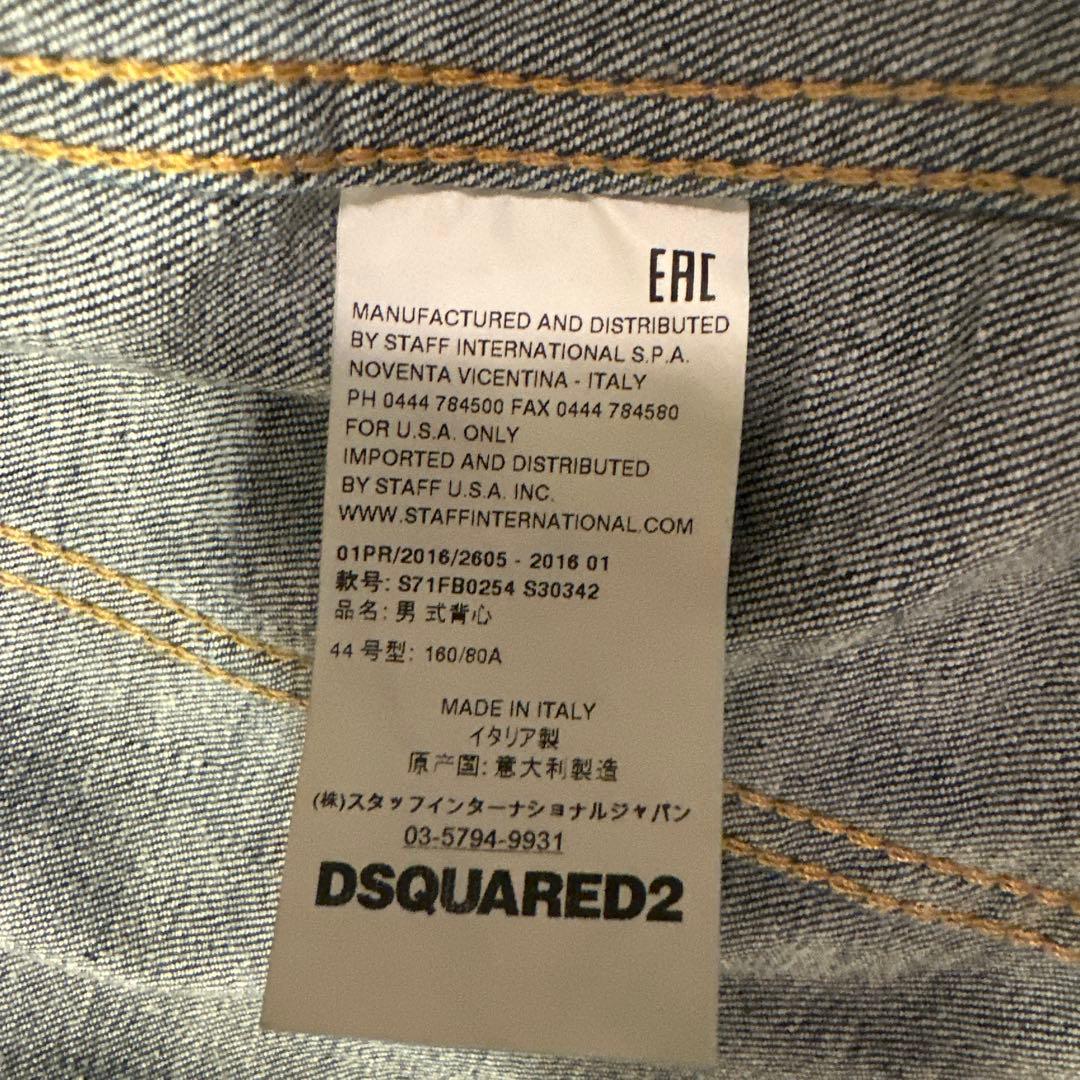 EAC
MANUFACTURED AND DISTRIBUTED
BY STAFF INTERNATIONAL S.P.A.
NOVENTA VICENTINA - ITALY
PH 0444 784500 FAX 0444 784580
FOR U.S.A. ONLY
IMPORTED AND DISTRIBUTED
BY STAFF U.S.A. INC.
WWW.STAFFINTERNATIONAL.COM
01PR/2016/2605 - 2016 01
款号: S71FB0254 S30342
品名: 男 式背心
44 号型: 160/80A
MADE IN ITALY
イタリア製
原产国: 意大利製造
(株)スタッフインターナショナルジャパン
03-5794-9931
DSQUARED2